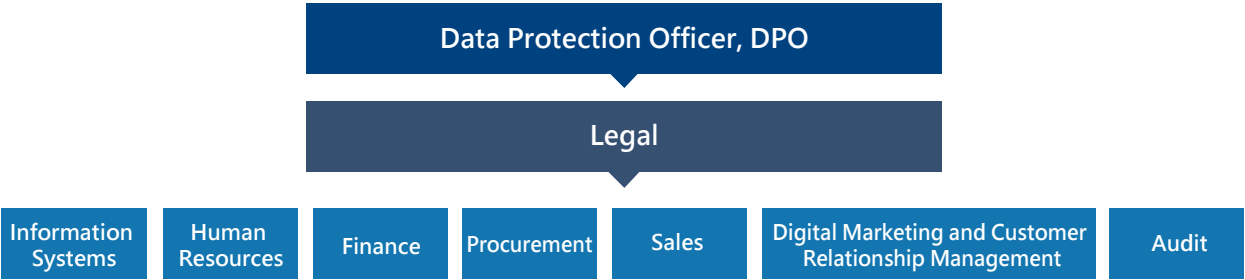 Data Protection Officer, DPO
Legal
Information
Systems
Human
Resources
Finance
Procurement
Sales
Digital Marketing and Customer
Relationship Management
Audit